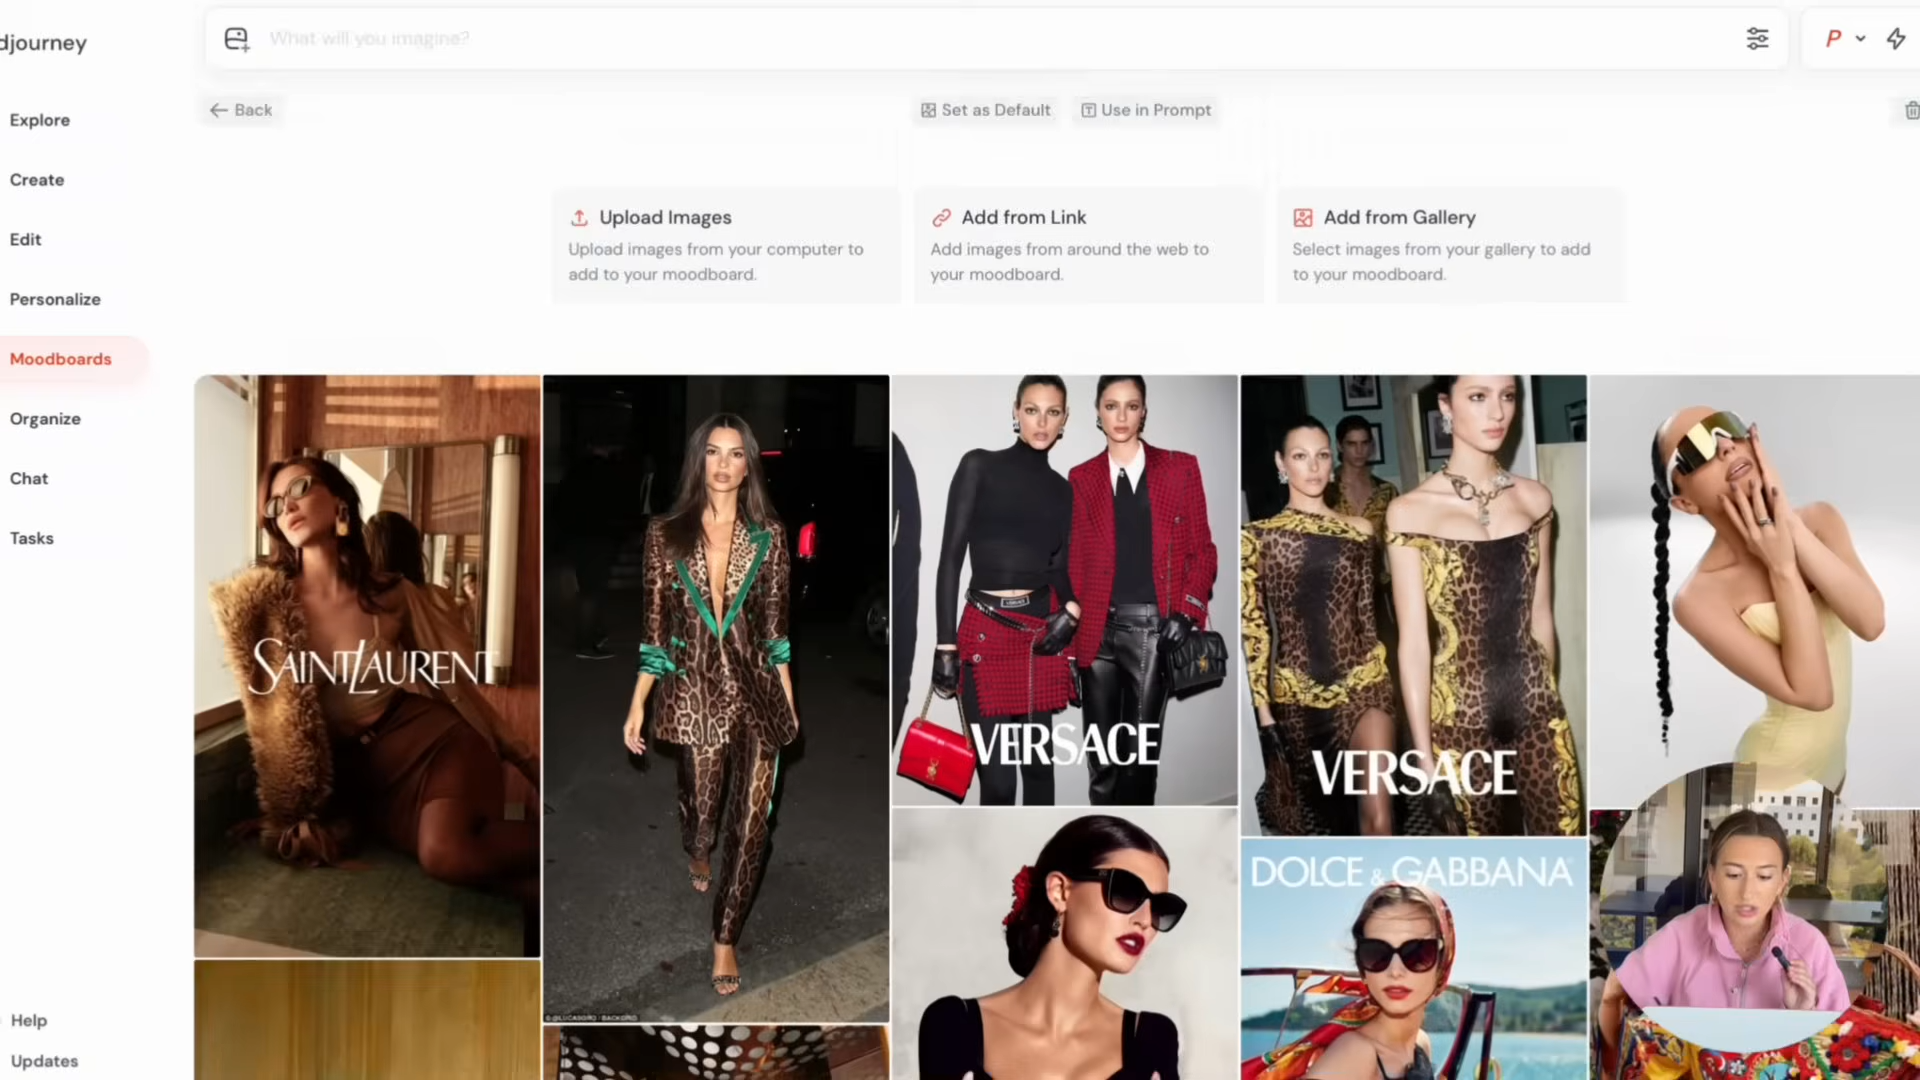 djourney
What will you imagine?
P
Back
Set as Default
Use in Prompt
Explore
Create
Edit
Personalize
Moodboards
Organize
Chat
Tasks
Help
Updates
Upload Images
Upload images from your computer to
add to your moodboard.
Add from Link
Add images from around the web to
your moodboard.
Add from Gallery
Select images from your gallery to add
to your moodboard.
SAINT LAURENT
VERSACE
VERSACE
DOLCE & GABBANA